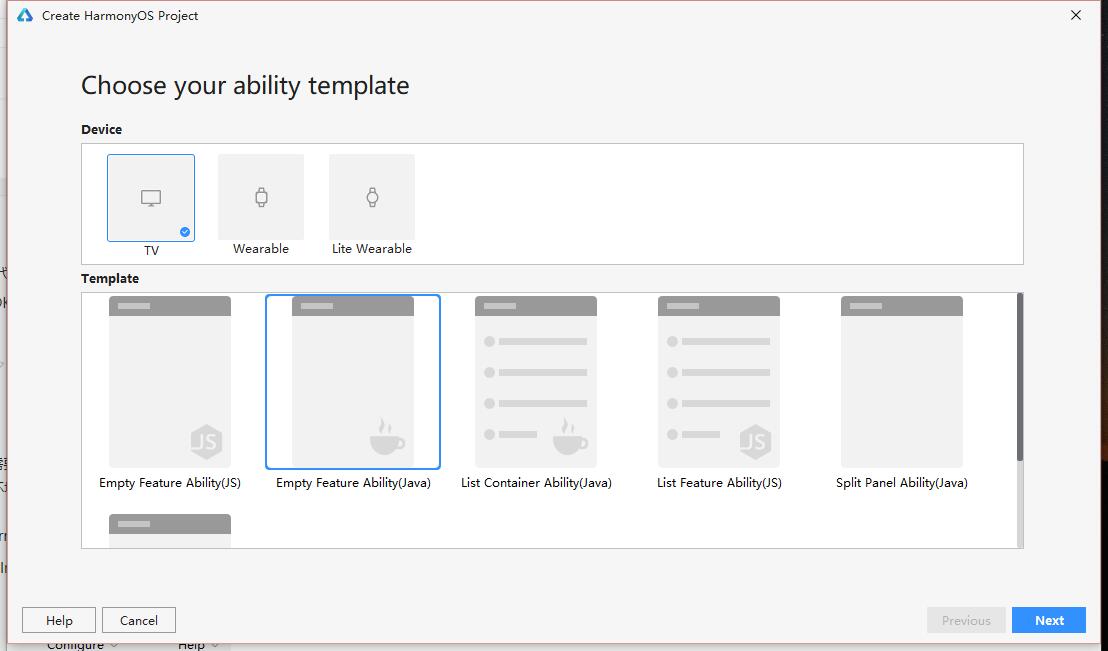 Create HarmonyOS Project
Choose your ability template
Device
TV
Wearable
Lite Wearable
Template
JS
JS
Empty Feature Ability(JS)
Empty Feature Ability(Java)
List Container Ability(Java)
List Feature Ability(JS)
Split Panel Ability(Java)
Help
Cancel
Previous
Next
Configure
Help